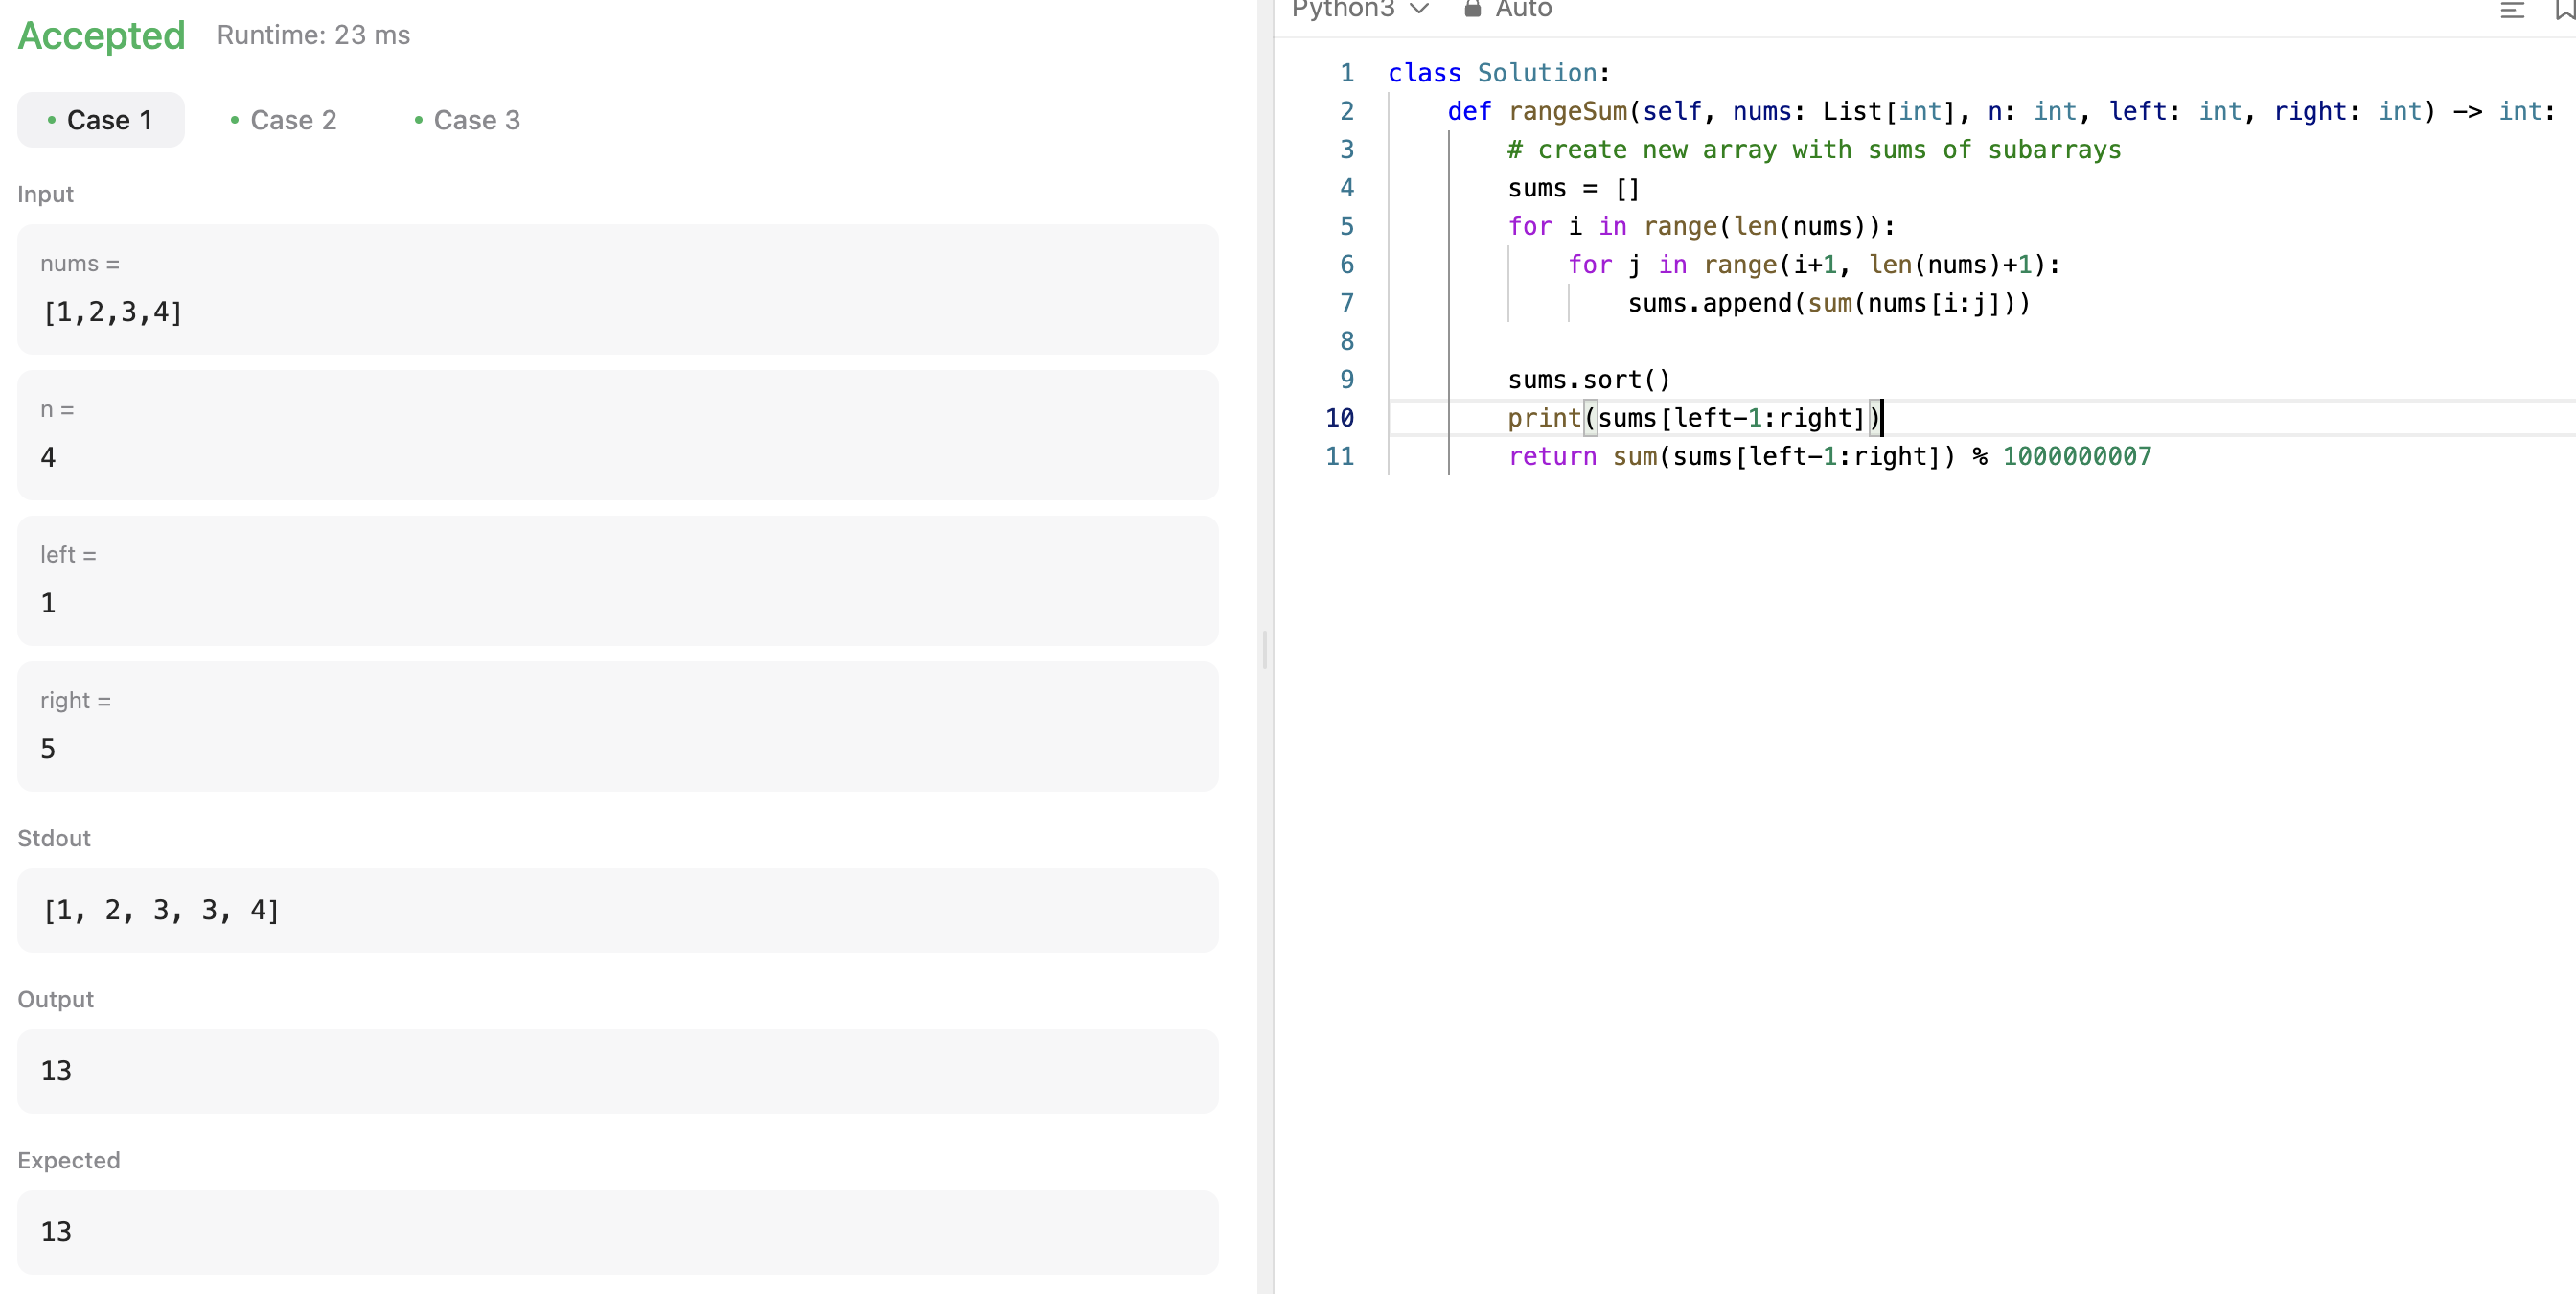 Accepted Runtime: 23 ms
Case 1 Case 2 Case 3
Input
nums =
[1,2,3,4]
n =
4
left =
1
right =
5
Stdout
[1, 2, 3, 3, 4]
Output
13
Expected
13
Python3 Auto
1 class Solution:
2     def rangeSum(self, nums: List[int], n: int, left: int, right: int) -> int:
3         # create new array with sums of subarrays
4         sums = []
5         for i in range(len(nums)):
6             for j in range(i+1, len(nums)+1):
7                 sums.append(sum(nums[i:j]))
8
9         sums.sort()
10         print(sums[left-1:right])
11         return sum(sums[left-1:right]) % 1000000007